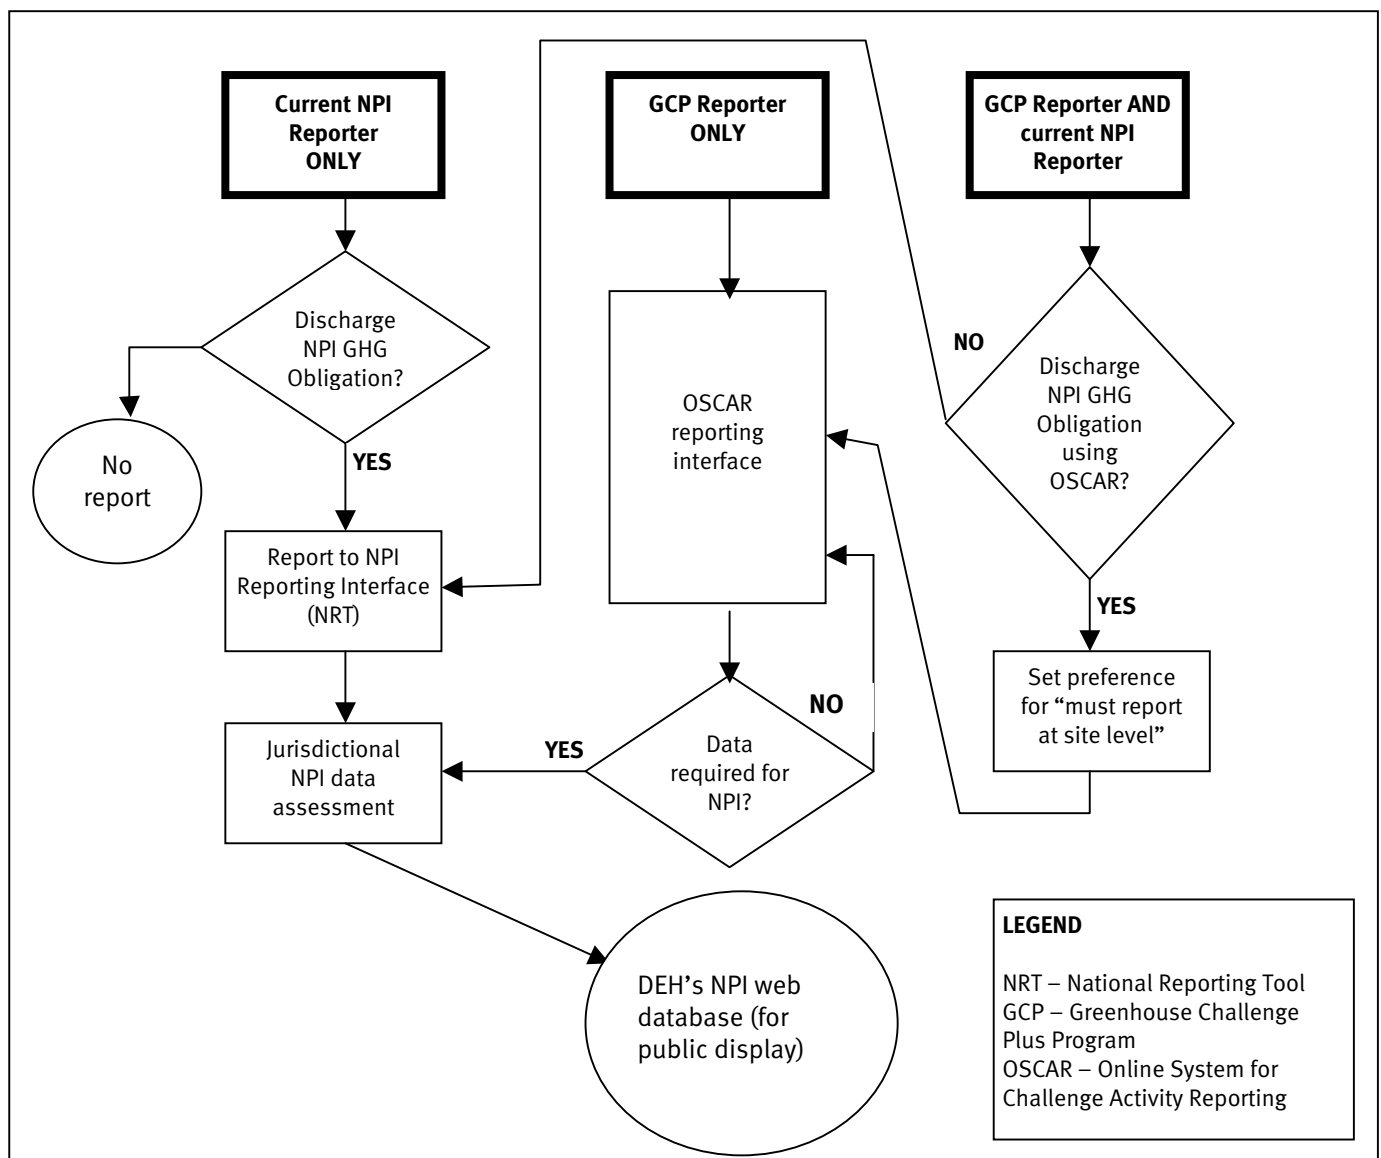 Current NPI
Reporter
ONLY
GCP Reporter
ONLY
GCP Reporter AND
current NPI
Reporter
Discharge
NPI GHG
Obligation?
NO
Discharge
NPI GHG
Obligation
using
OSCAR?
OSCAR
reporting
interface
No
report
YES
Report to NPI
Reporting Interface
(NRT)
YES
Set preference
for “must report
at site level”
NO
YES
Data
required for
NPI?
Jurisdictional
NPI data
assessment
DEH’s NPI web
database (for
public display)
LEGEND
NRT – National Reporting Tool
GCP – Greenhouse Challenge
Plus Program
OSCAR – Online System for
Challenge Activity Reporting